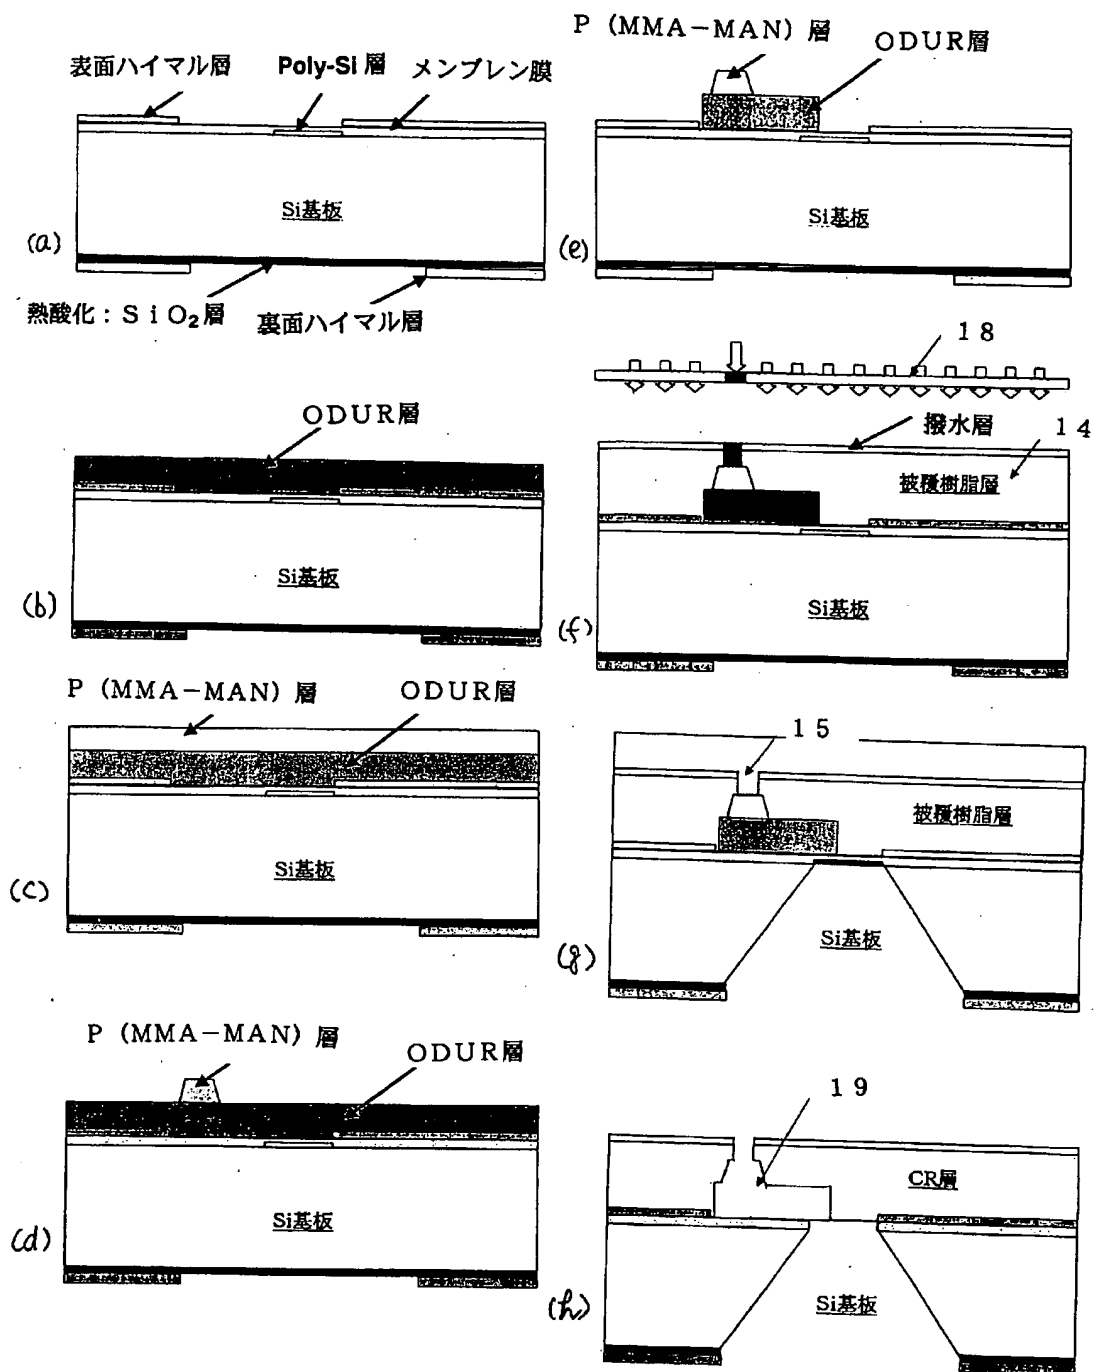 表面ハイマル層
Poly-Si 層
メンブレン膜
Si基板
(a)
熱酸化：ＳｉＯ₂層
裏面ハイマル層
ODUR層
Si基板
(b)
P (MMA－MAN) 層
ODUR層
Si基板
(c)
P (MMA－MAN) 層
ODUR層
Si基板
(d)
P (MMA－MAN) 層
ODUR層
Si基板
(e)
１８
撥水層
１４
被覆樹脂層
Si基板
(f)
１５
被覆樹脂層
Si基板
(g)
１９
CR層
Si基板
(h)